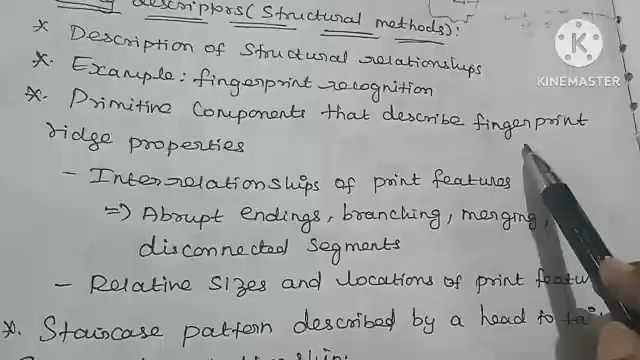 descriptors (Structural methods):
* Description of structural relationships
* Example: fingerprint recognition
* Primitive Components that describe fingerprint
ridge properties
- Interrelationships of print features
=> Abrupt endings, branching, merging,
disconnected segments
- Relative sizes and locations of print
* Staircase pattern described by a head to
KINEMASTER